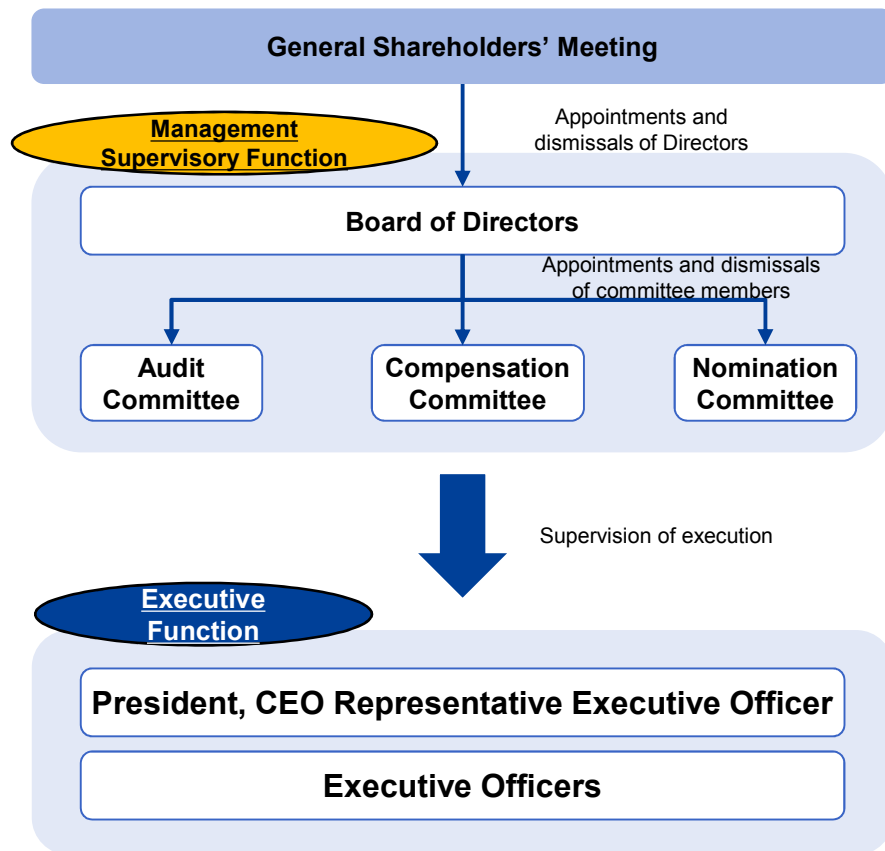 General Shareholders’ Meeting
Appointments and
dismissals of Directors
Management
Supervisory Function
Board of Directors
Appointments and dismissals
of committee members
Audit
Committee
Compensation
Committee
Nomination
Committee
Supervision of execution
Executive
Function
President, CEO Representative Executive Officer
Executive Officers